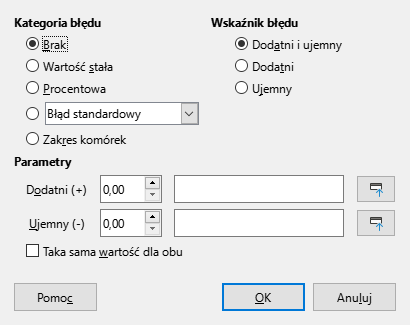 Kategoria błędu
Wskaźnik błędu
Brak
Dodatni i ujemny
Wartość stała
Dodatni
Procentowa
Ujemny
Błąd standardowy
Zakres komórek
Parametry
Dodatni (+) 0,00
Ujemny (-) 0,00
Taka sama wartość dla obu
Pomoc
OK
Anuluj